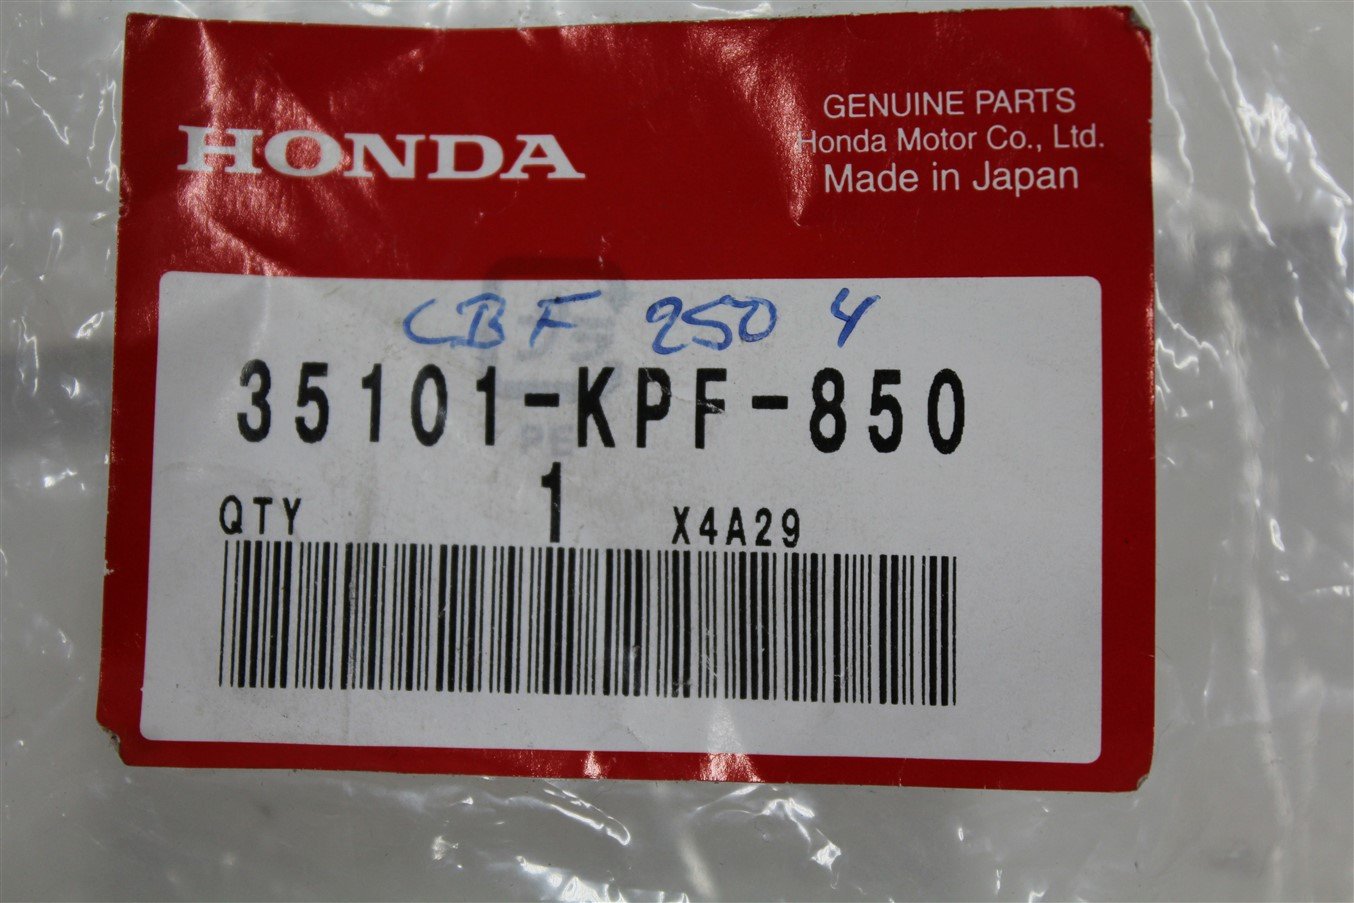 HONDA
GENUINE PARTS
Honda Motor Co., Ltd.
Made in Japan
CBF 250 4
35101-KPF-850
QTY 1 X4A29
PE